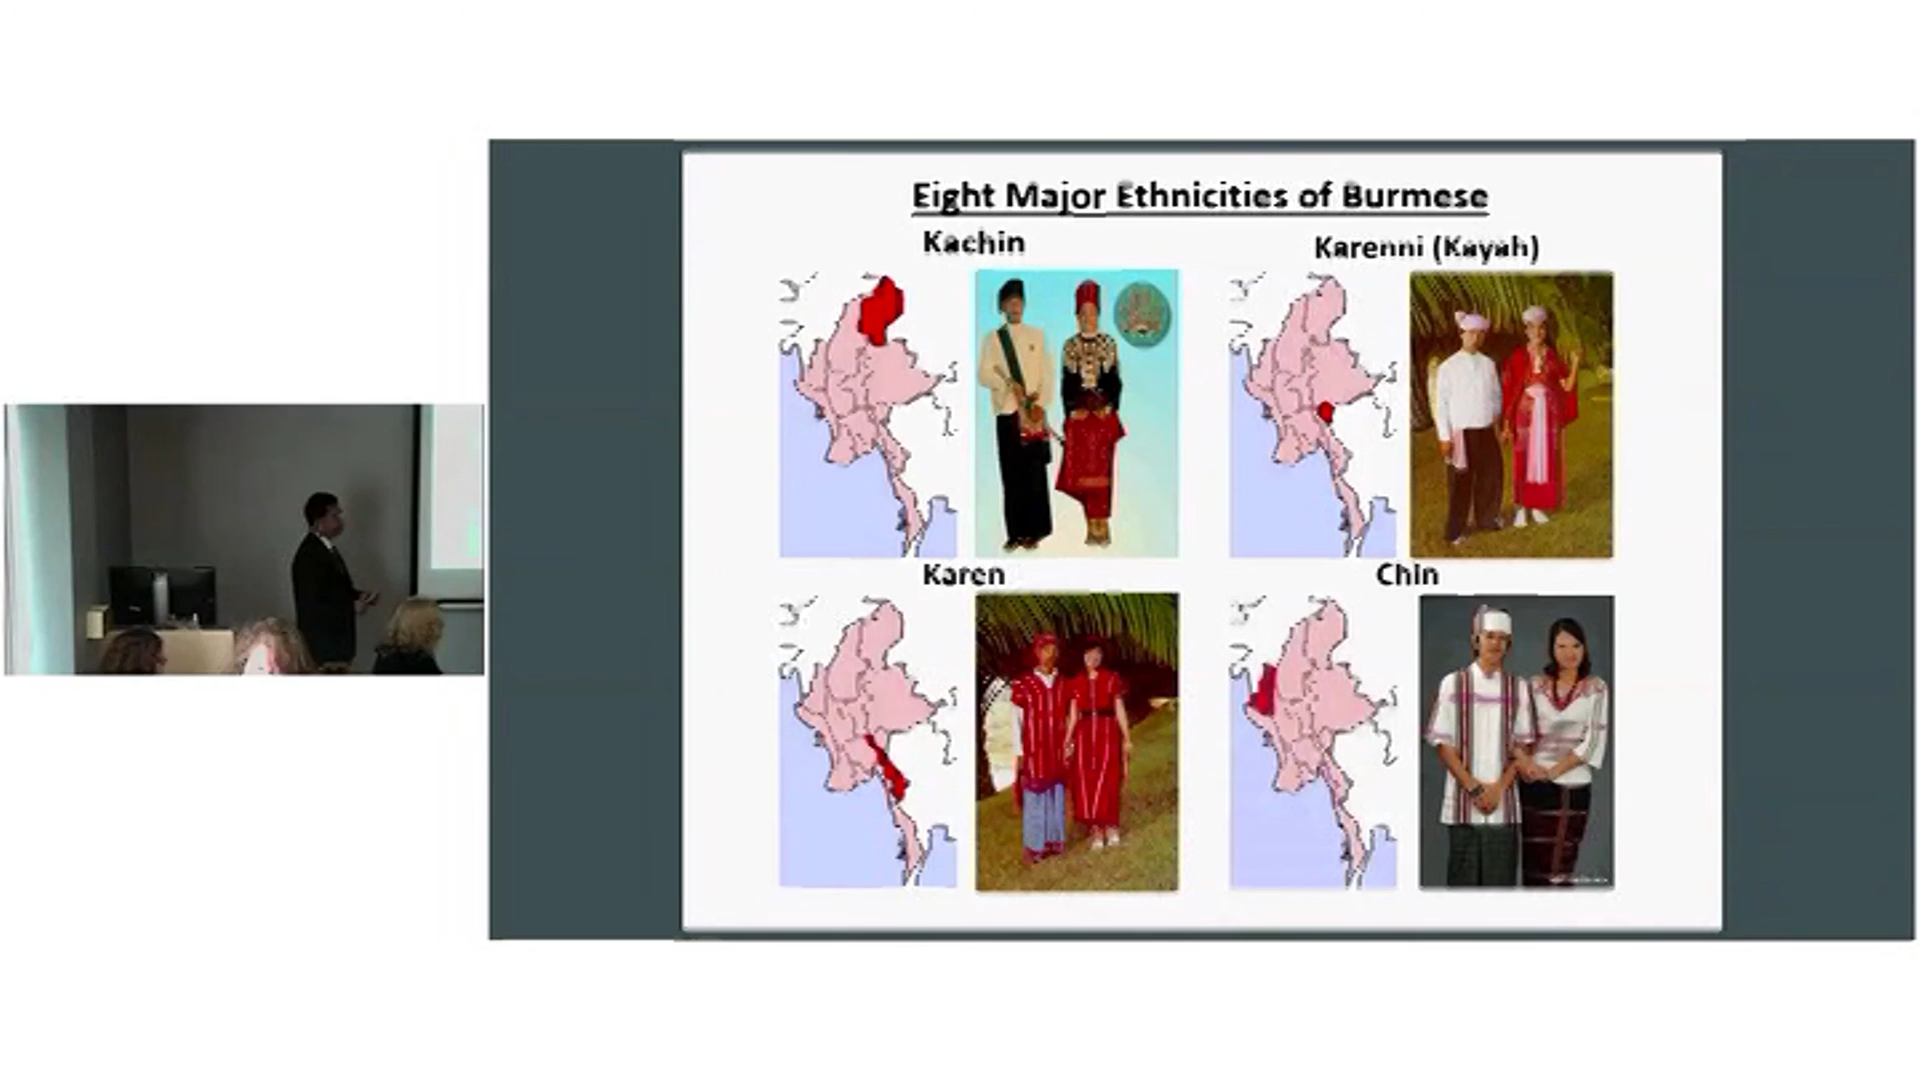 Eight Major Ethnicities of Burmese
Kachin
Karenni (Kayah)
Karen
Chin